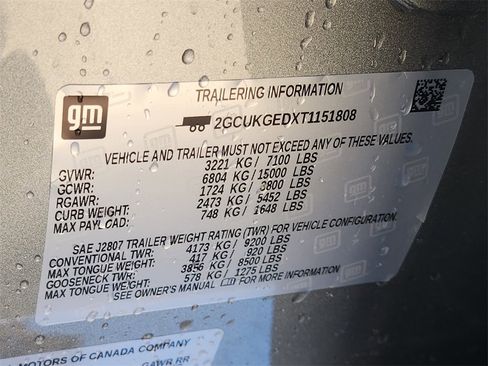 TRAILERING INFORMATION
gm
2GCUKGEDXT1151808
VEHICLE AND TRAILER MUST NOT EXCEED ANY OF THESE VALUES:
GVWR: 3221 KG / 7100 LBS
GCWR: 6804 KG / 15000 LBS
RGAWR: 1724 KG / 3800 LBS
CURB WEIGHT: 2473 KG / 5452 LBS
MAX PAYLOAD: 748 KG / 1648 LBS
SAE J2807 TRAILER WEIGHT RATING (TWR) FOR VEHICLE CONFIGURATION.
CONVENTIONAL TWR: 4173 KG / 9200 LBS
MAX TONGUE WEIGHT: 417 KG / 920 LBS
GOOSENECK TWR: 3856 KG / 8500 LBS
MAX TONGUE WEIGHT: 578 KG / 1275 LBS
SEE OWNER'S MANUAL FOR MORE INFORMATION
MOTORS OF CANADA COMPANY
GAWR RR